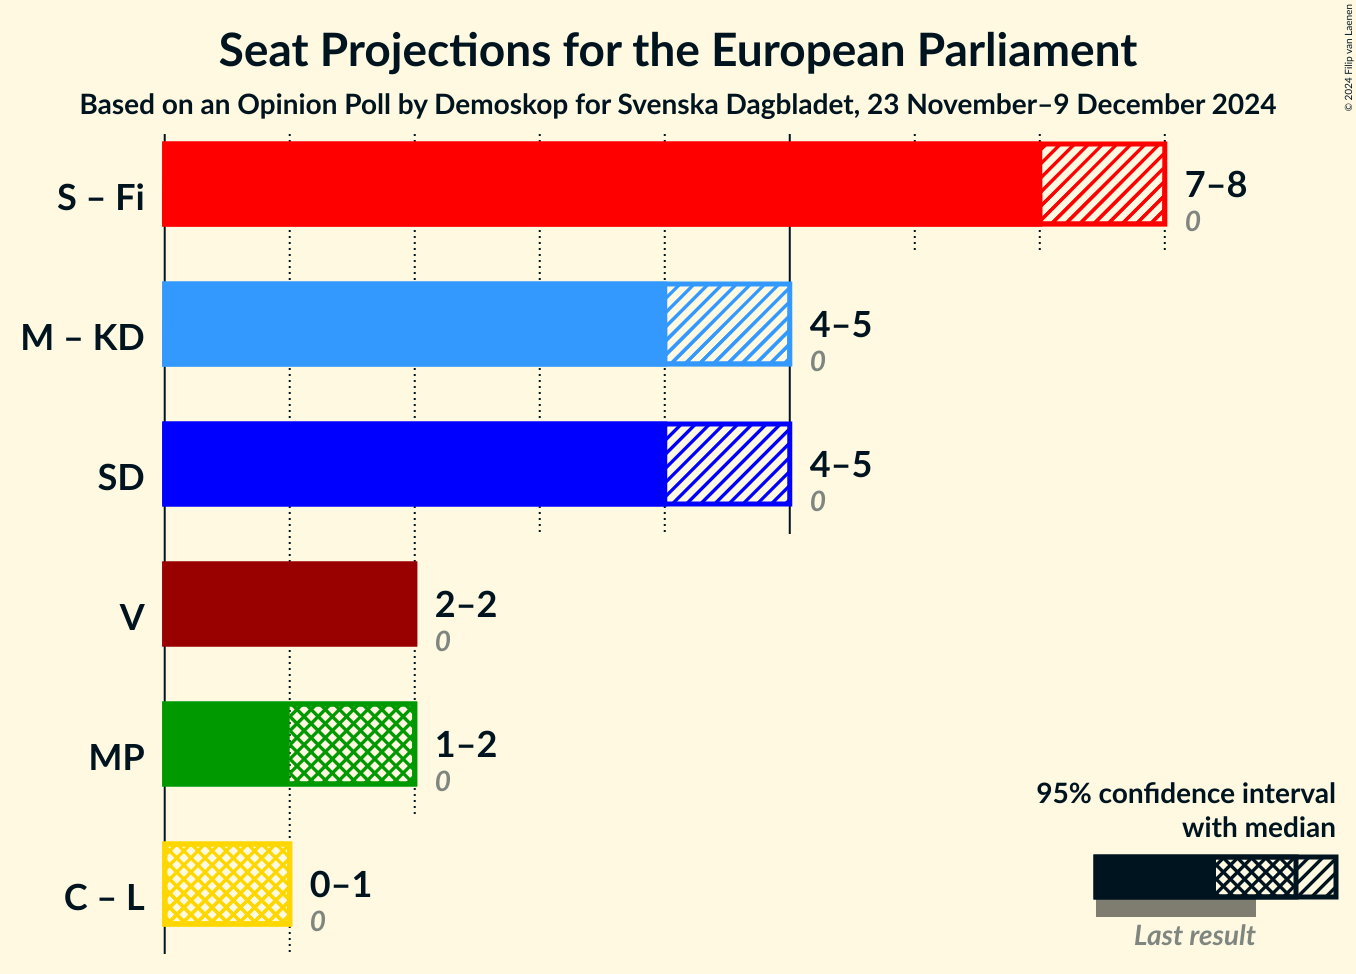 Seat Projections for the European Parliament
Based on an Opinion Poll by Demoskop for Svenska Dagbladet, 23 November–9 December 2024
© 2024 Filip van Laenen
S – Fi
7–8
0
M – KD
4–5
0
SD
4–5
0
V
2–2
0
MP
1–2
0
C – L
0–1
0
95% confidence interval
with median
Last result